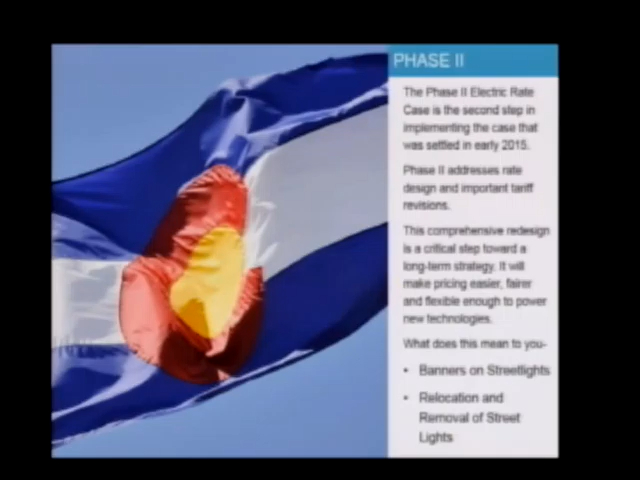 PHASE II
The Phase II Electric Rate
Case is the second step in
implementing the case that
was settled in early 2015.
Phase II addresses rate
design and important tariff
revisions.
This comprehensive redesign
is a critical step toward a
long-term strategy. It will
make pricing easier, fairer
and flexible enough to power
new technologies.
What does this mean to you-
• Banners on Streetlights
• Relocation and
Removal of Street
Lights